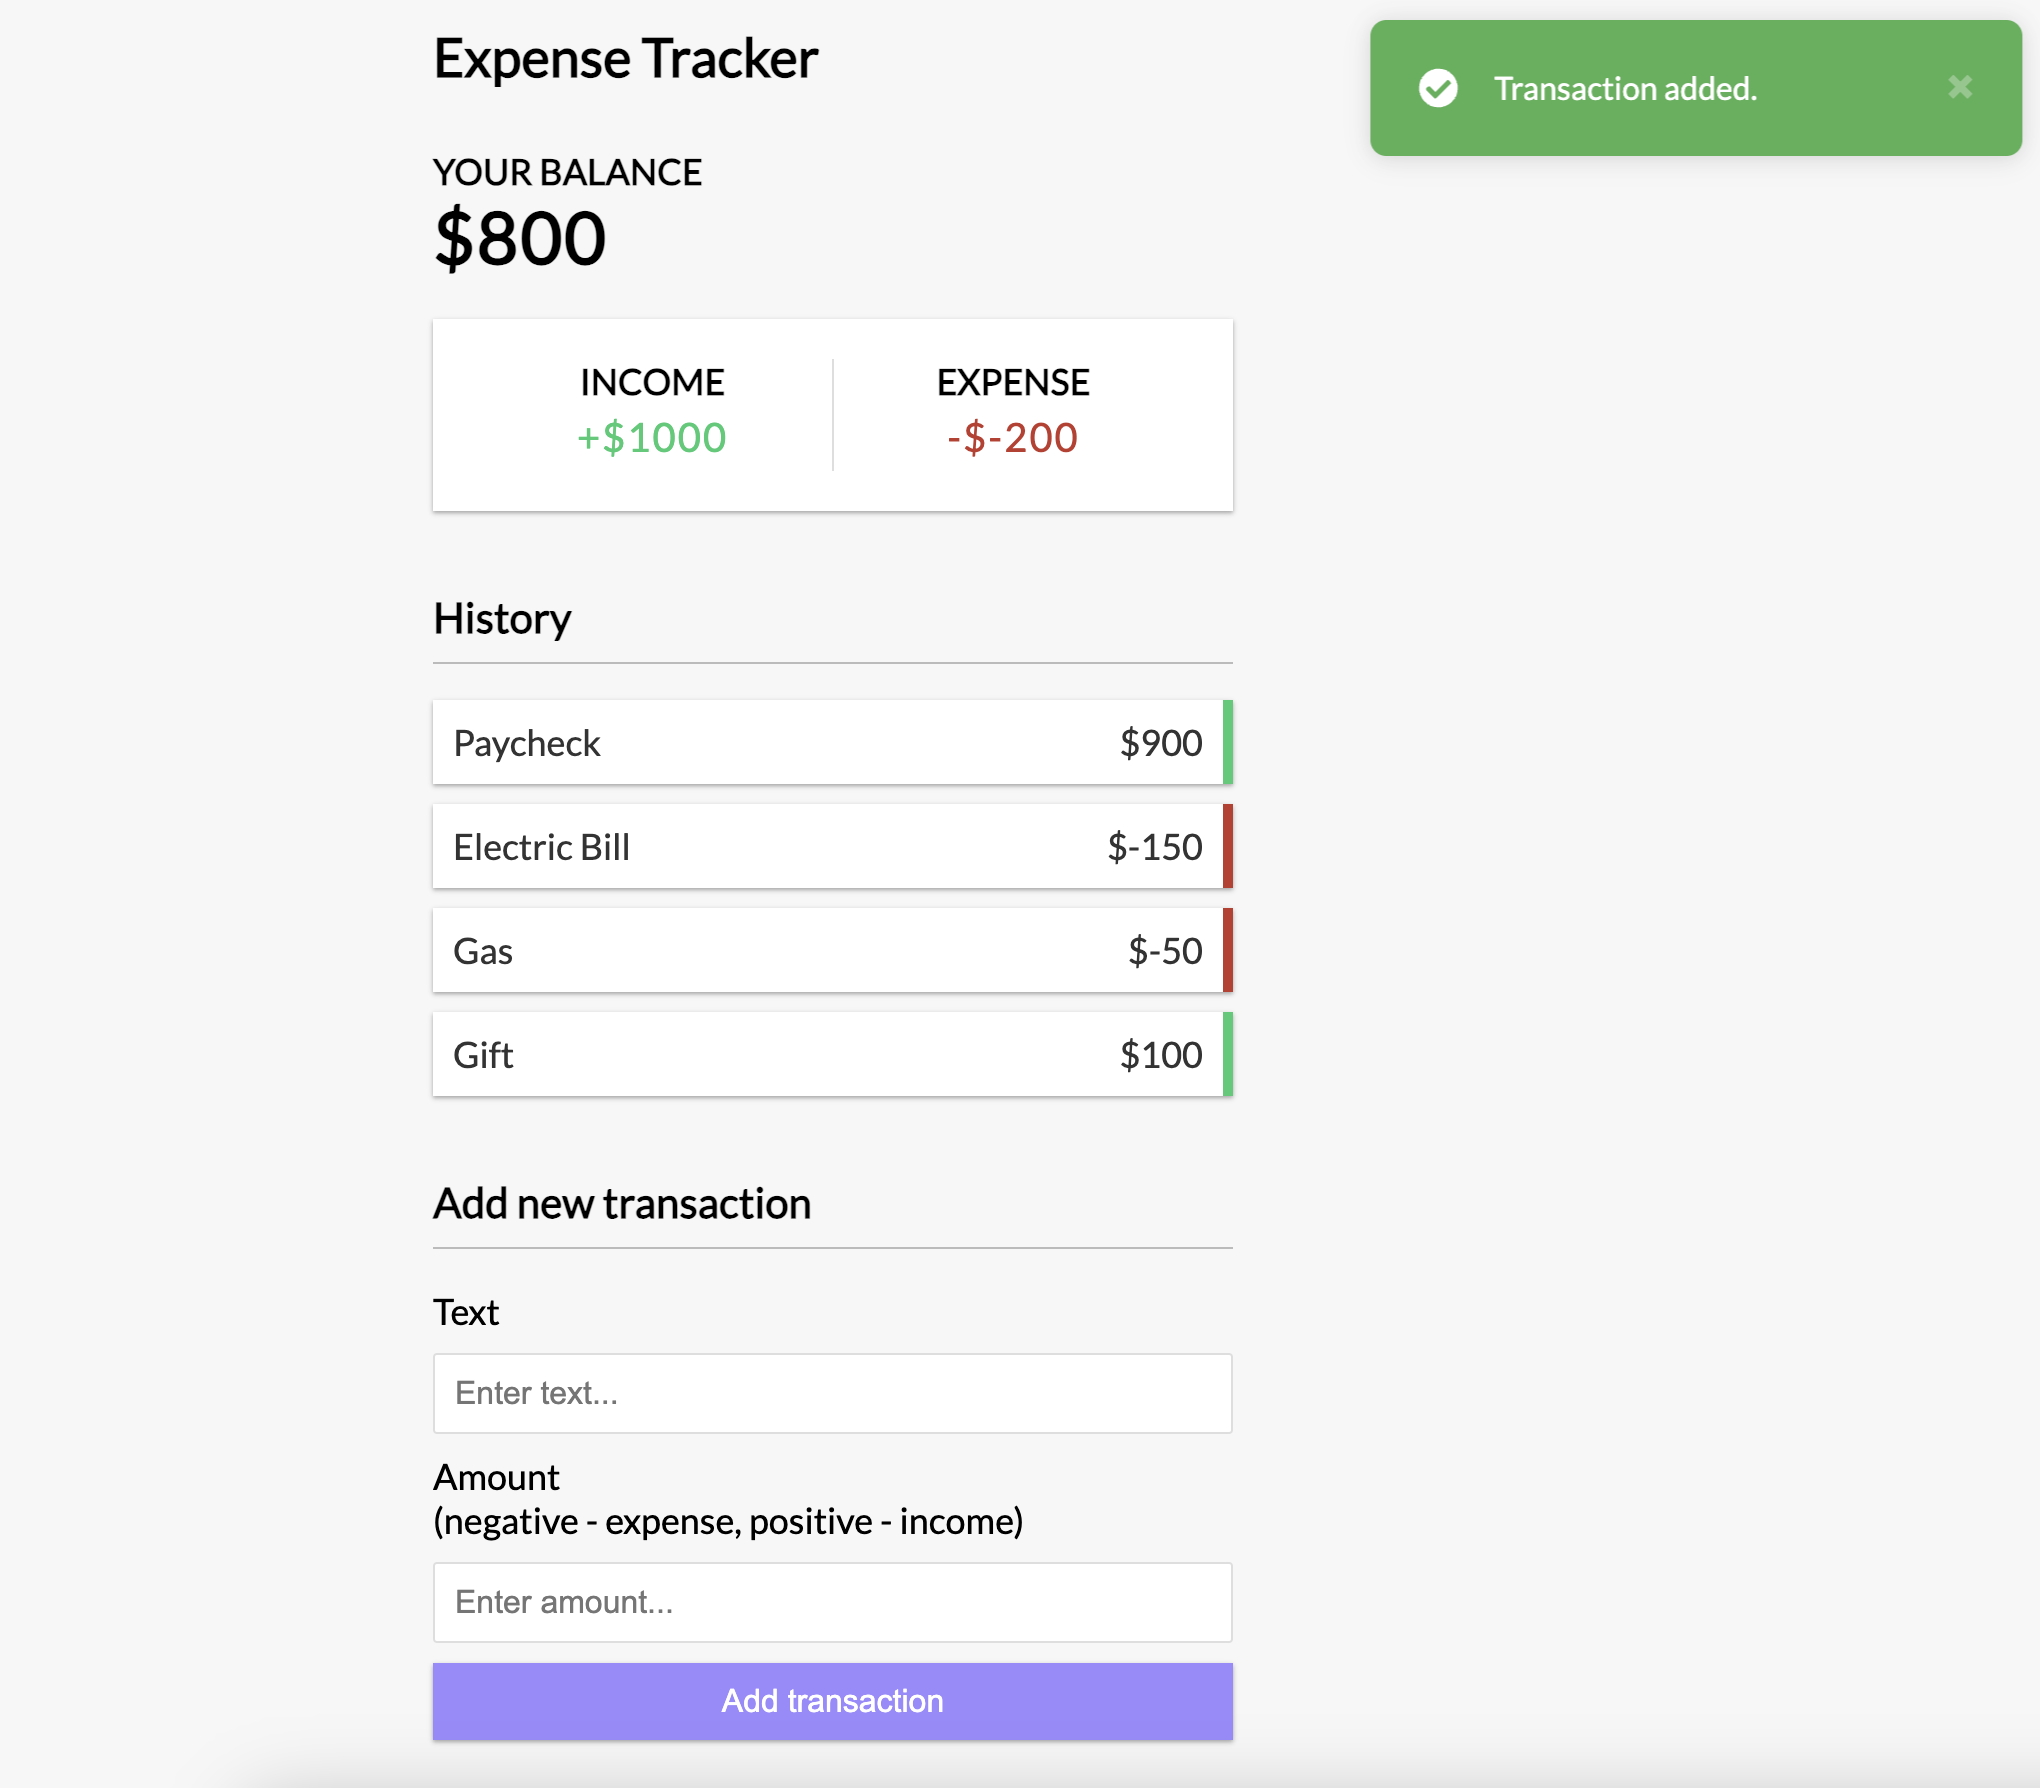 Expense Tracker
Transaction added.
YOUR BALANCE
$800
INCOME
+$1000
EXPENSE
-$-200
History
Paycheck $900
Electric Bill $-150
Gas $-50
Gift $100
Add new transaction
Text
Enter text...
Amount
(negative - expense, positive - income)
Enter amount...
Add transaction